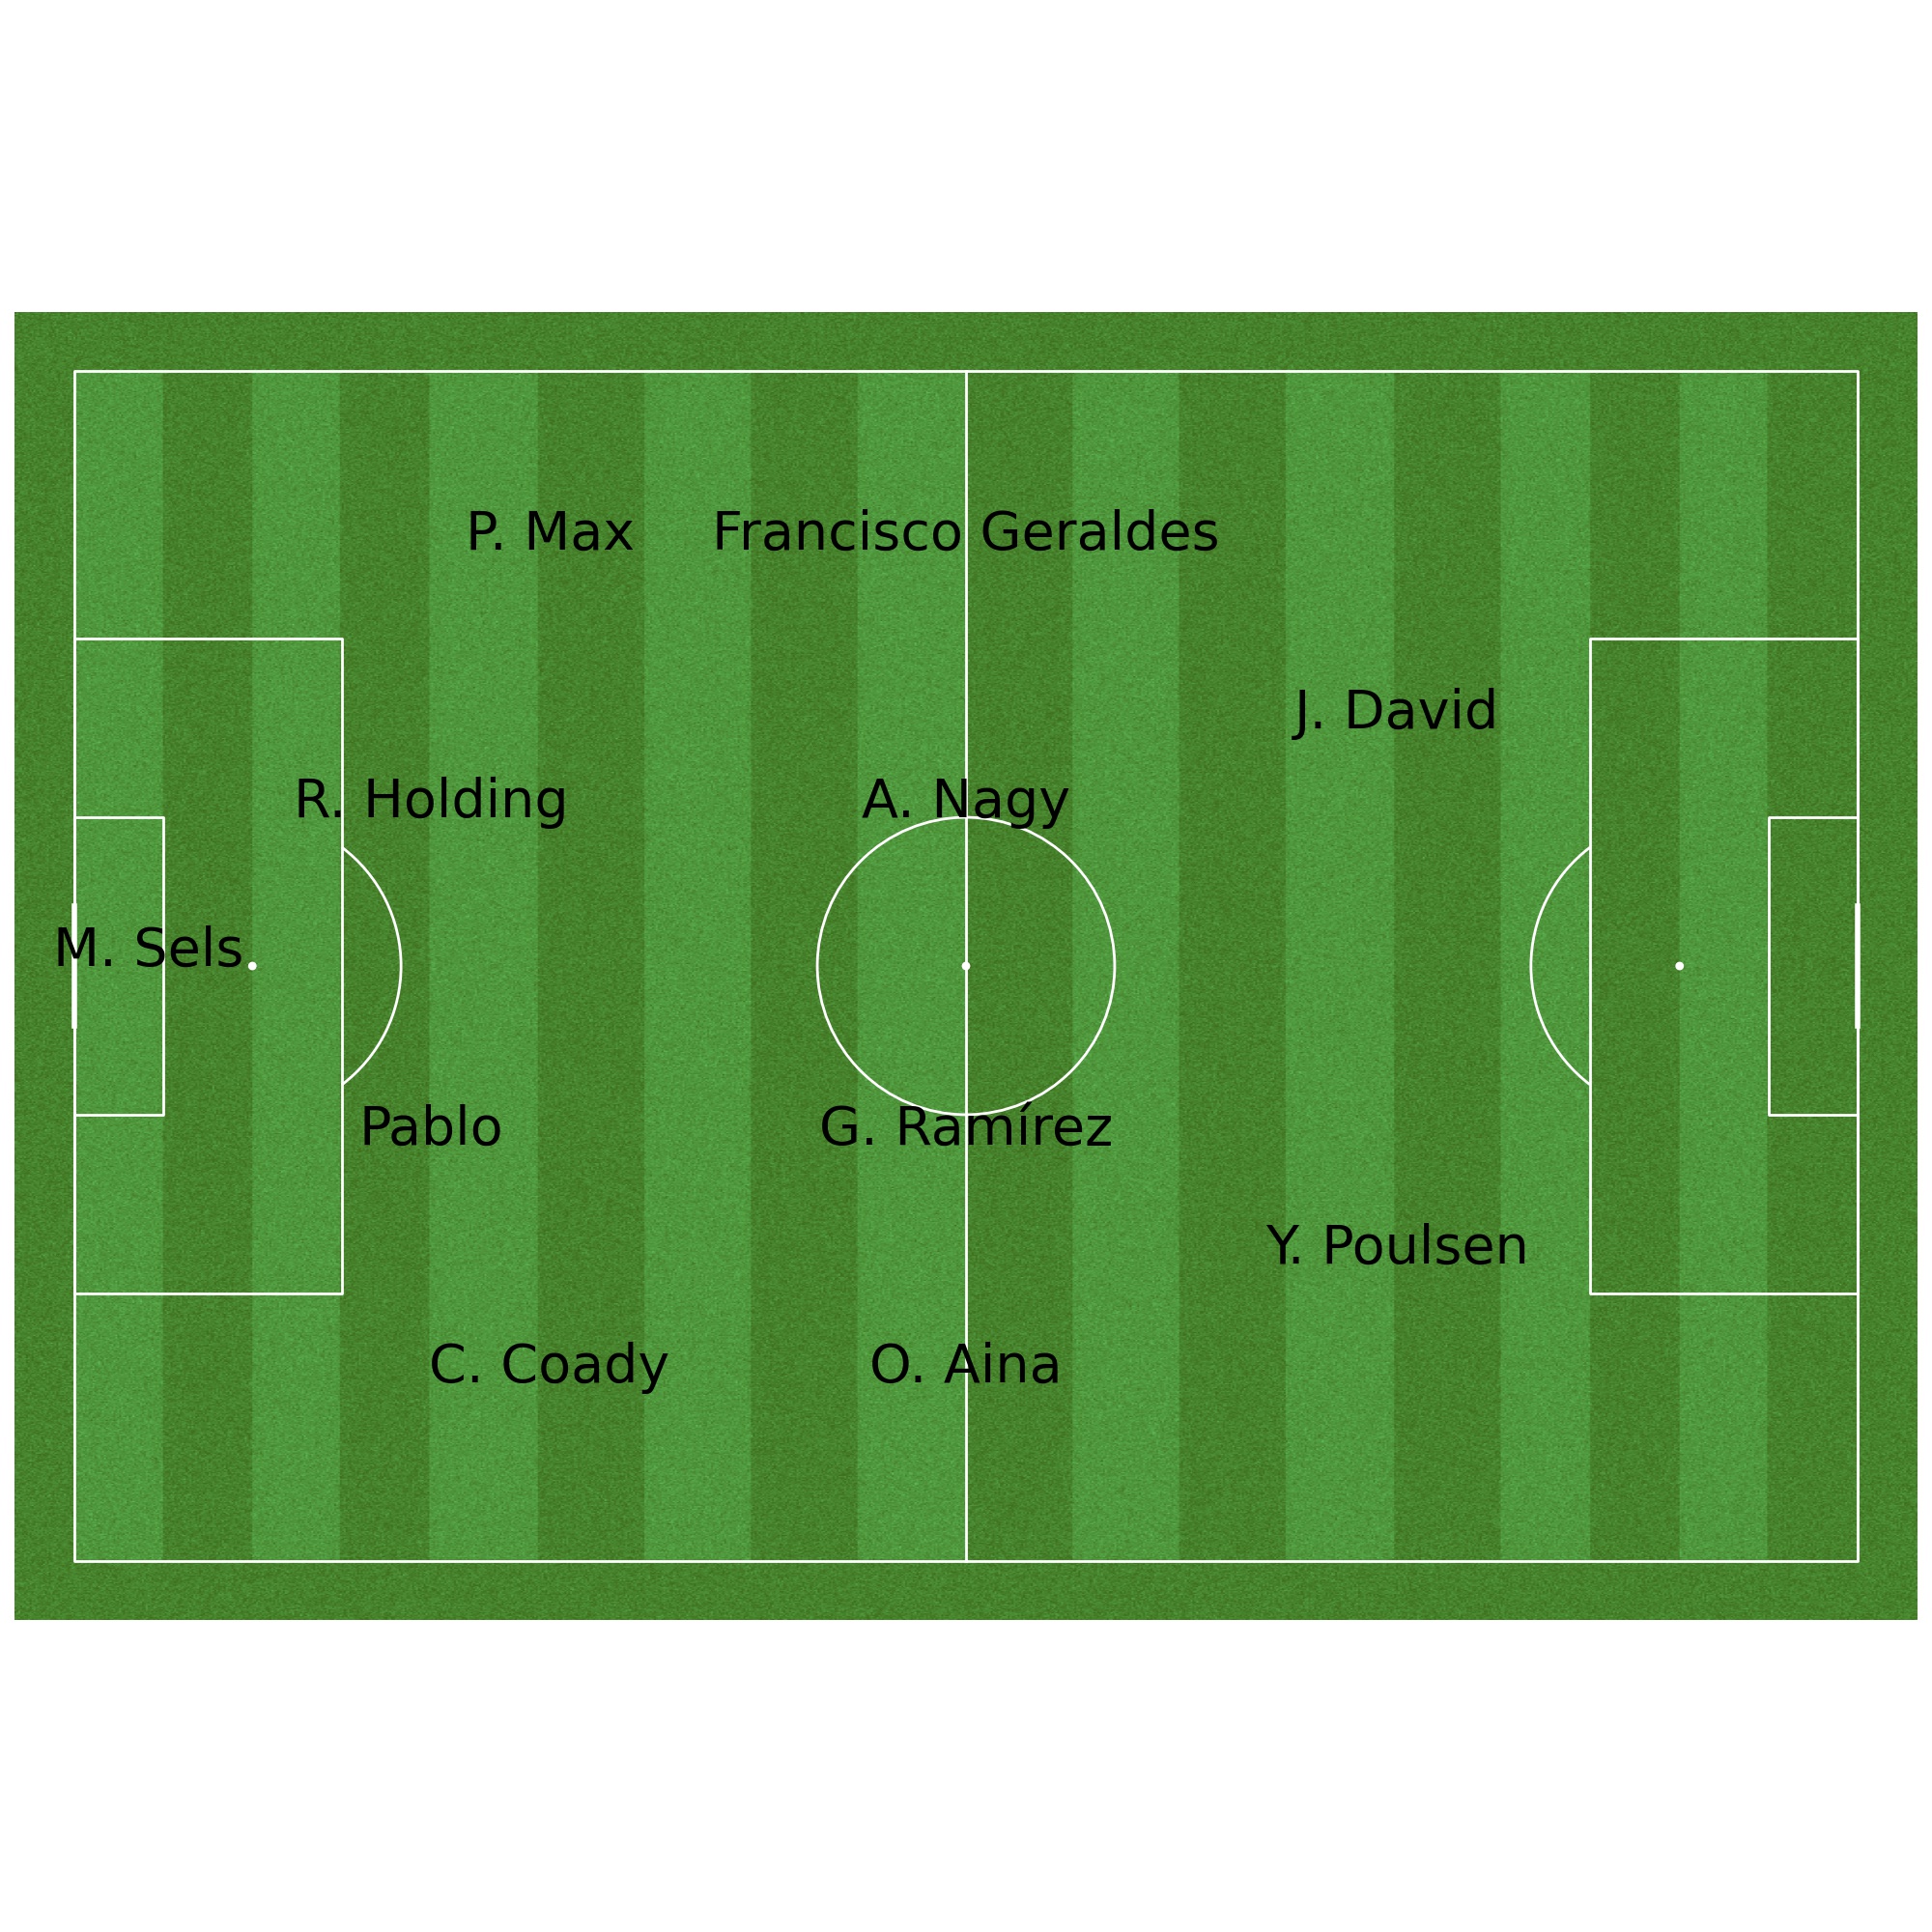 P. Max
Francisco Geraldes
J. David
R. Holding
A. Nagy
M. Sels
Pablo
G. Ramírez
Y. Poulsen
C. Coady
O. Aina